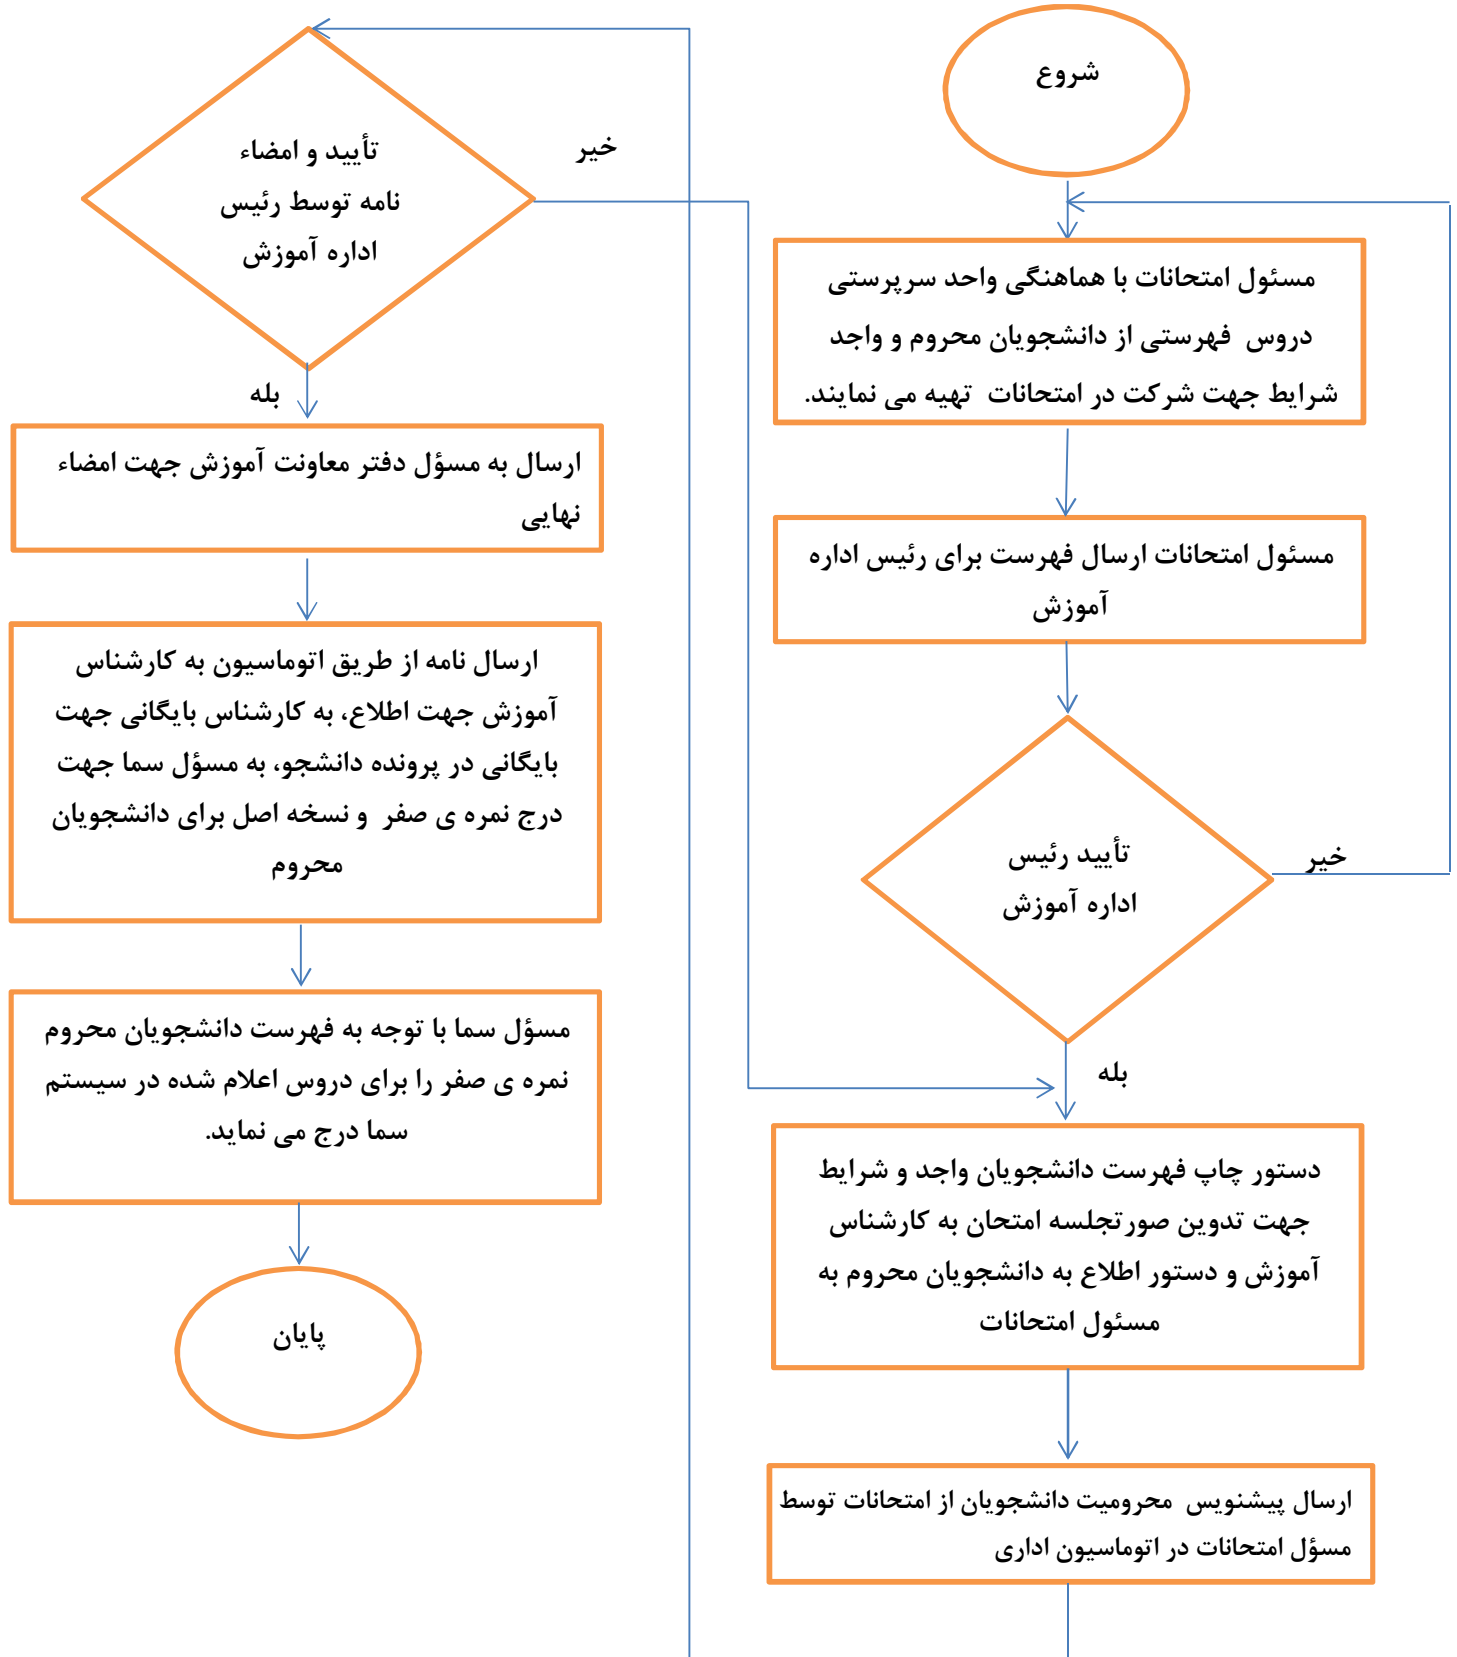 شروع
مسئول امتحانات با هماهنگی واحد سرپرستی
دروس فهرستی از دانشجویان محروم و واجد
شرایط جهت شرکت در امتحانات تهیه می نمایند.
مسئول امتحانات ارسال فهرست برای رئیس اداره
آموزش
تأیید رئیس
اداره آموزش
خیر
بله
دستور چاپ فهرست دانشجویان واجد و شرایط
جهت تدوین صورتجلسه امتحان به کارشناس
آموزش و دستور اطلاع به دانشجویان محروم به
مسئول امتحانات
ارسال پیشنویس محرومیت دانشجویان از امتحانات توسط
مسؤل امتحانات در اتوماسیون اداری
تأیید و امضاء
نامه توسط رئیس
اداره آموزش
خیر
بله
ارسال به مسؤل دفتر معاونت آموزش جهت امضاء
نهایی
ارسال نامه از طریق اتوماسیون به کارشناس
آموزش جهت اطلاع، به کارشناس بایگانی جهت
بایگانی در پرونده دانشجو، به مسؤل سما جهت
درج نمره ی صفر و نسخه اصل برای دانشجویان
محروم
مسؤل سما با توجه به فهرست دانشجویان محروم
نمره ی صفر را برای دروس اعلام شده در سیستم
سما درج می نماید.
پایان